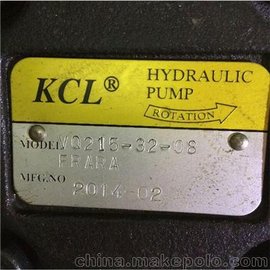 KCL® HYDRAULIC
PUMP
ROTATION
MODEL VQ215-32-08
FRARA
MFG.NO 2014-02
china.makepolo.com